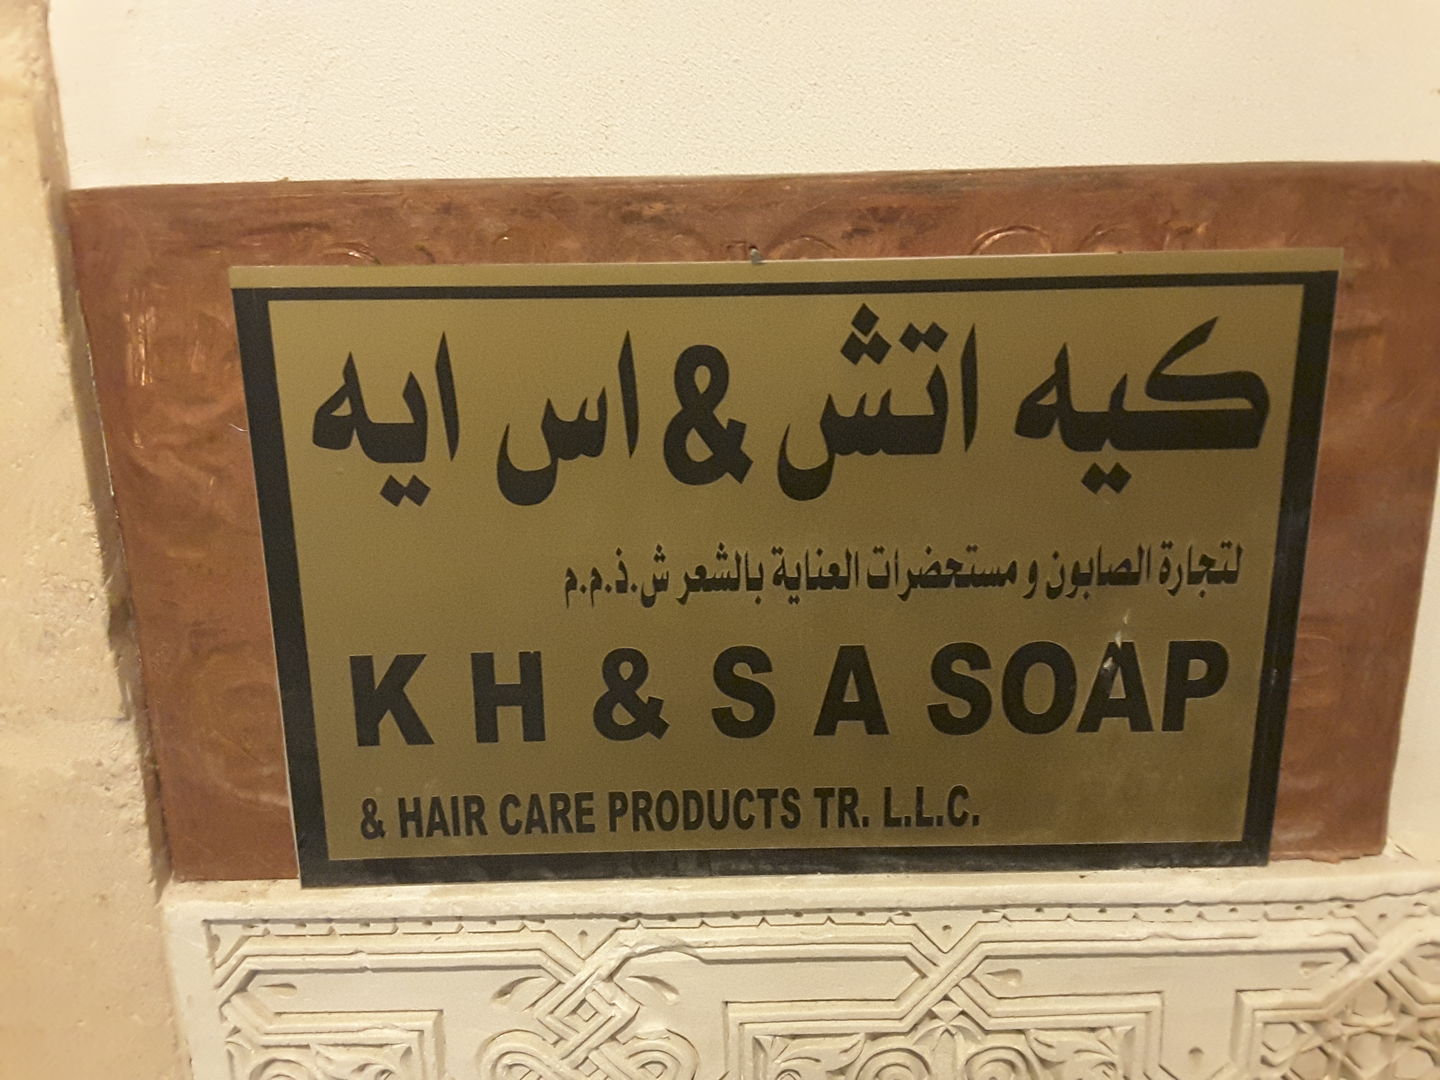 كيه اتش & اس ايه
لتجارة الصابون و مستحضرات العناية بالشعر ش.ذ.م.م
K H & S A SOAP
& HAIR CARE PRODUCTS TR. L.L.C.